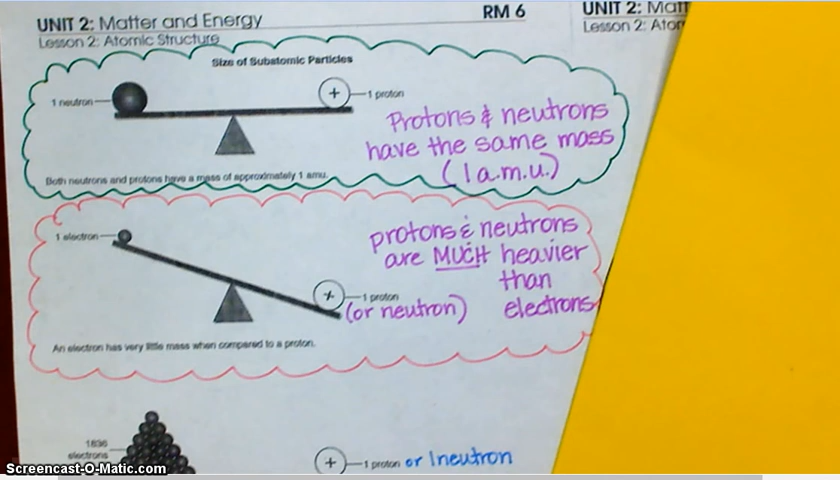 UNIT 2: Matter and Energy
RM 6
Lesson 2: Atomic Structure
UNIT 2: Matt
Lesson 2: Atom
Size of Subatomic Particles
1 neutron
+
1 proton
Protons & neutrons
have the same mass
(1 a.m.u.)
Both neutrons and protons have a mass of approximately 1 amu.
1 electron
protons & neutrons
are MUCH heavier
than
electrons
+
1 proton
(or neutron)
An electron has very little mass when compared to a proton.
1836
electrons
+
1 proton or 1 neutron
Screencast-O-Matic.com